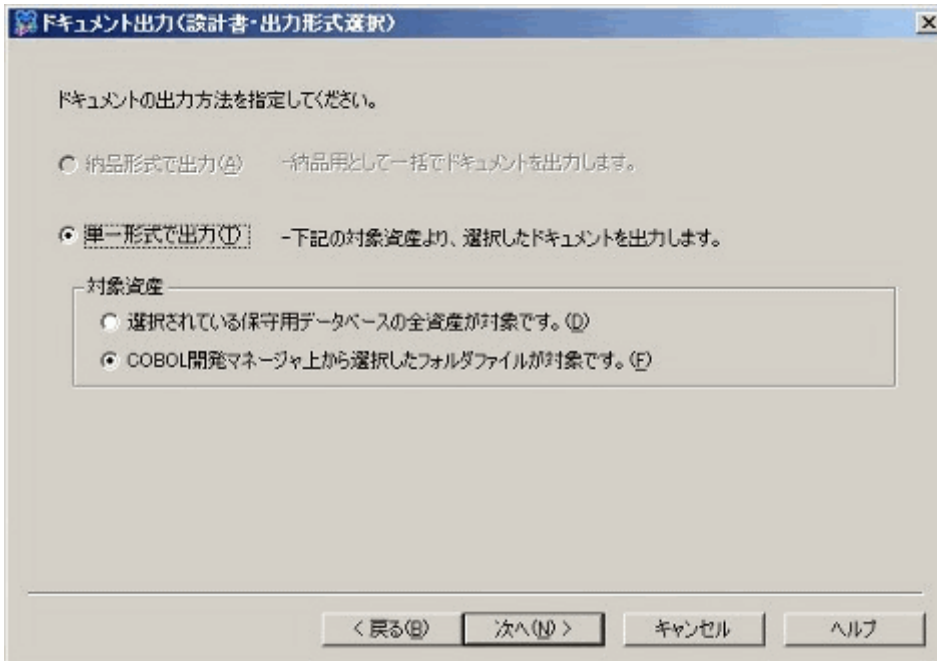 ドキュメント出力(設計書・出力形式選択)
ドキュメントの出力方法を指定してください。
納品形式で出力(A) -納品用として一括でドキュメントを出力します。
単一形式で出力(T) -下記の対象資産より、選択したドキュメントを出力します。
対象資産
選択されている保守用データベースの全資産が対象です。(D)
COBOL開発マネージャ上から選択したフォルダファイルが対象です。(F)
< 戻る(B) 次へ(N) > キャンセル ヘルプ